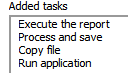 Added tasks
Execute the report
Process and save
Copy file
Run application